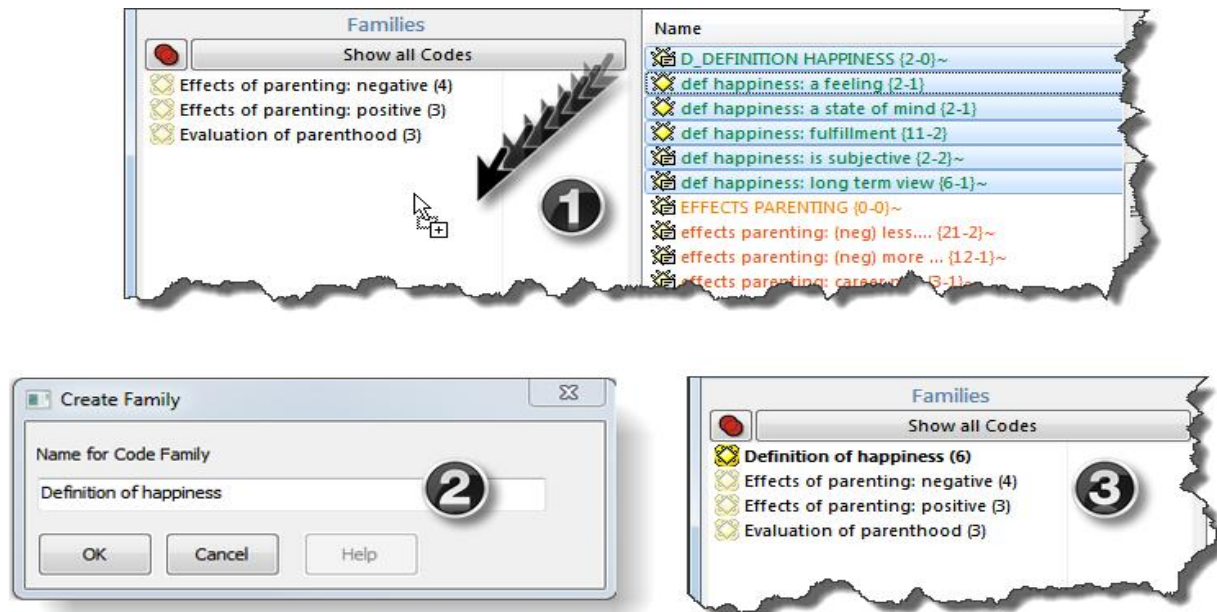 Families
Show all Codes
Effects of parenting: negative (4)
Effects of parenting: positive (3)
Evaluation of parenthood (3)
1
Name
D_DEFINITION HAPPINESS {2-0}~
def happiness: a feeling {2-1}
def happiness: a state of mind {2-1}
def happiness: fulfillment {11-2}
def happiness: is subjective {2-2}~
def happiness: long term view {6-1}~
EFFECTS PARENTING {0-0}~
effects parenting: (neg) less.... {21-2}~
effects parenting: (neg) more ... {12-1}~
effects parenting: career
Create Family
Name for Code Family
Definition of happiness
2
OK
Cancel
Help
Families
Show all Codes
Definition of happiness (6)
Effects of parenting: negative (4)
Effects of parenting: positive (3)
Evaluation of parenthood (3)
3